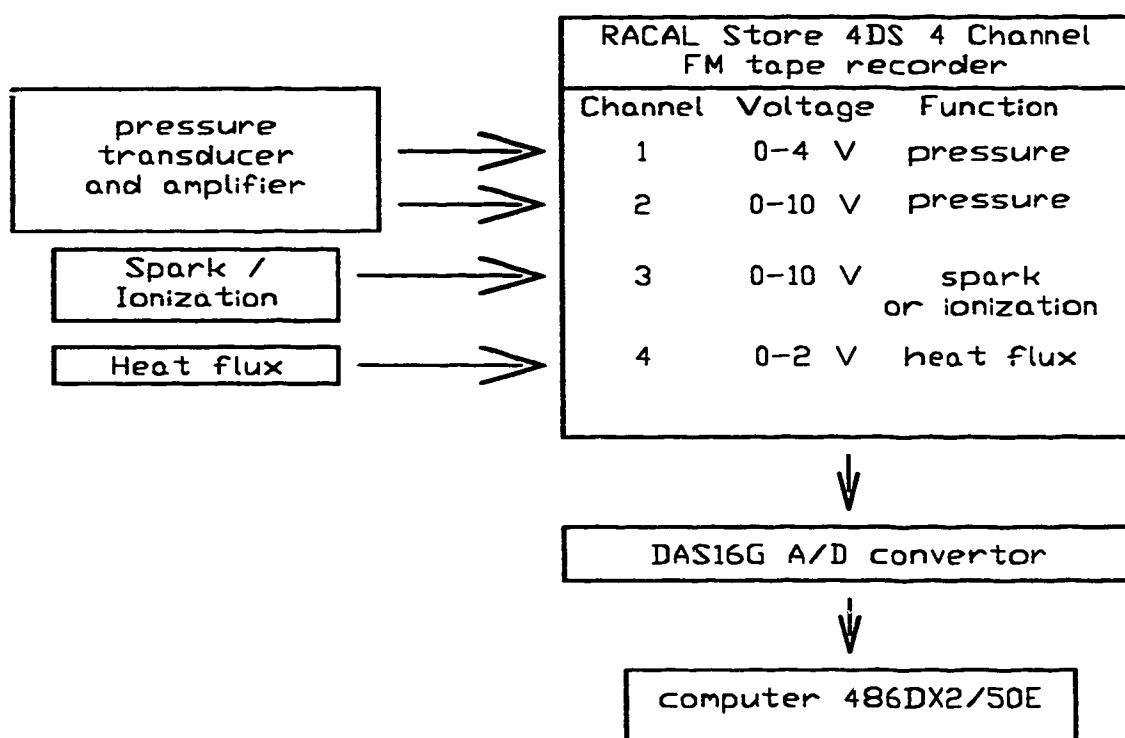 RACAL Store 4DS 4 Channel
FM tape recorder
Channel Voltage Function
1 0-4 V pressure
2 0-10 V pressure
3 0-10 V spark
or ionization
4 0-2 V heat flux
pressure
transducer
and amplifier
Spark /
Ionization
Heat flux
DAS16G A/D convertor
computer 486DX2/50E